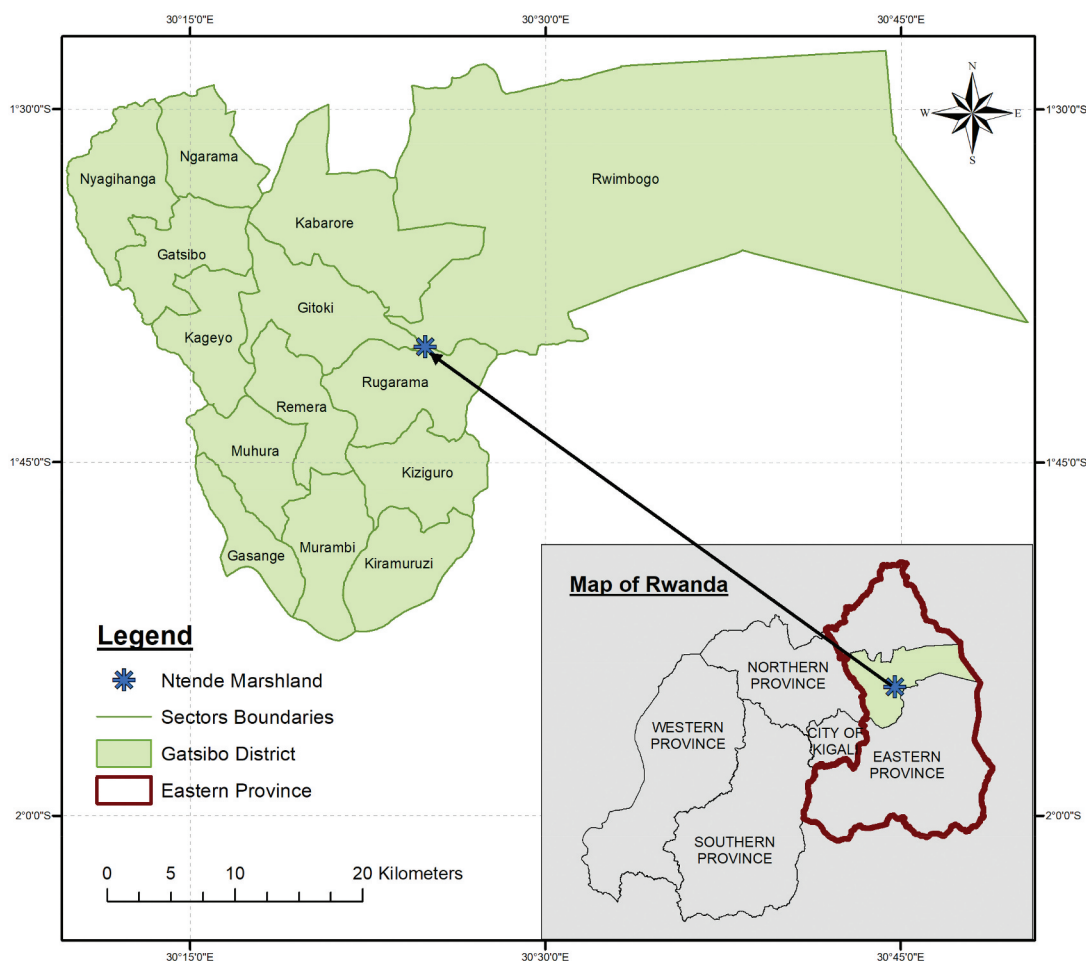 30°15'0"E
30°30'0"E
30°45'0"E
1°30'0"S
1°30'0"S
N
W
E
S
Ngarama
Nyagihanga
Rwimbogo
Kabarore
Gatsibo
Gitoki
Kageyo
Rugarama
Remera
Muhura
Kiziguro
1°45'0"S
1°45'0"S
Gasange
Murambi
Kiramuruzi
Map of Rwanda
NORTHERN
PROVINCE
WESTERN
PROVINCE
CITY OF
KIGALI
EASTERN
PROVINCE
SOUTHERN
PROVINCE
Legend
Ntende Marshland
Sectors Boundaries
Gatsibo District
Eastern Province
2°0'0"S
2°0'0"S
0 5 10 20 Kilometers
30°15'0"E
30°30'0"E
30°45'0"E